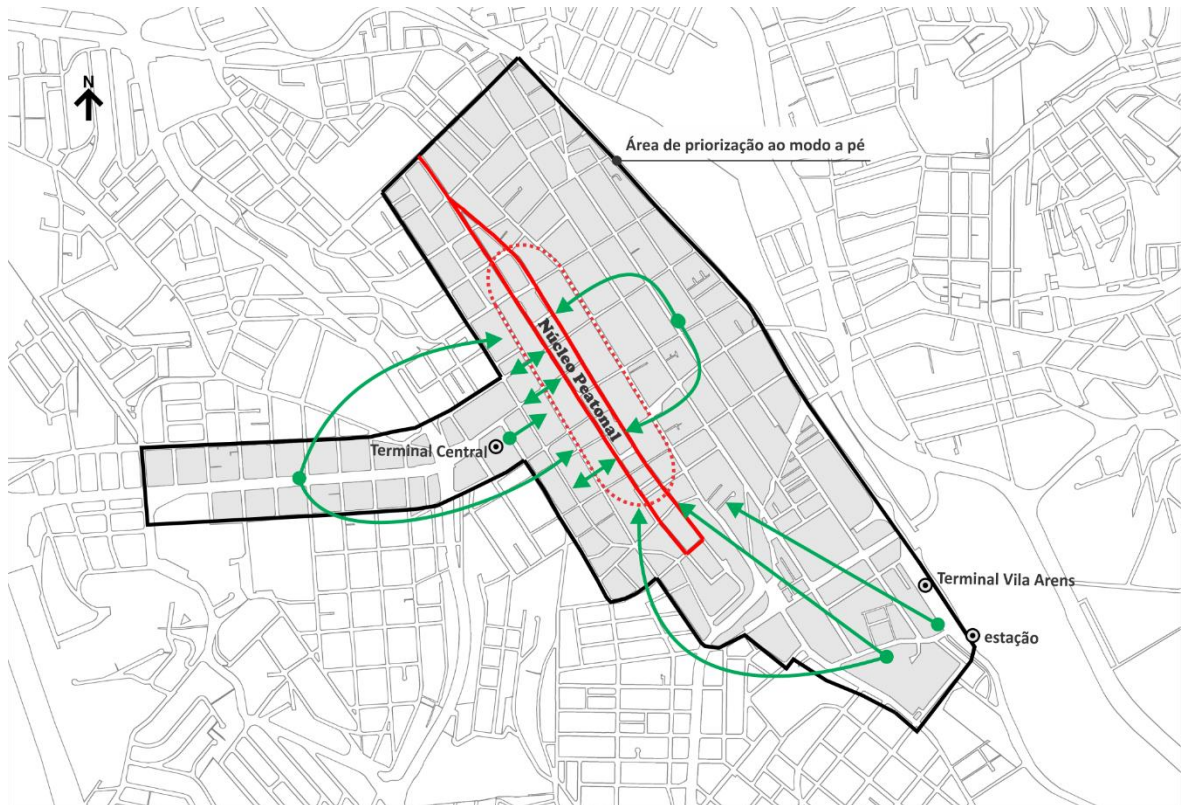 N
Área de priorização ao modo a pé
Núcleo Peatonal
Terminal Central
Terminal Vila Arens
estação